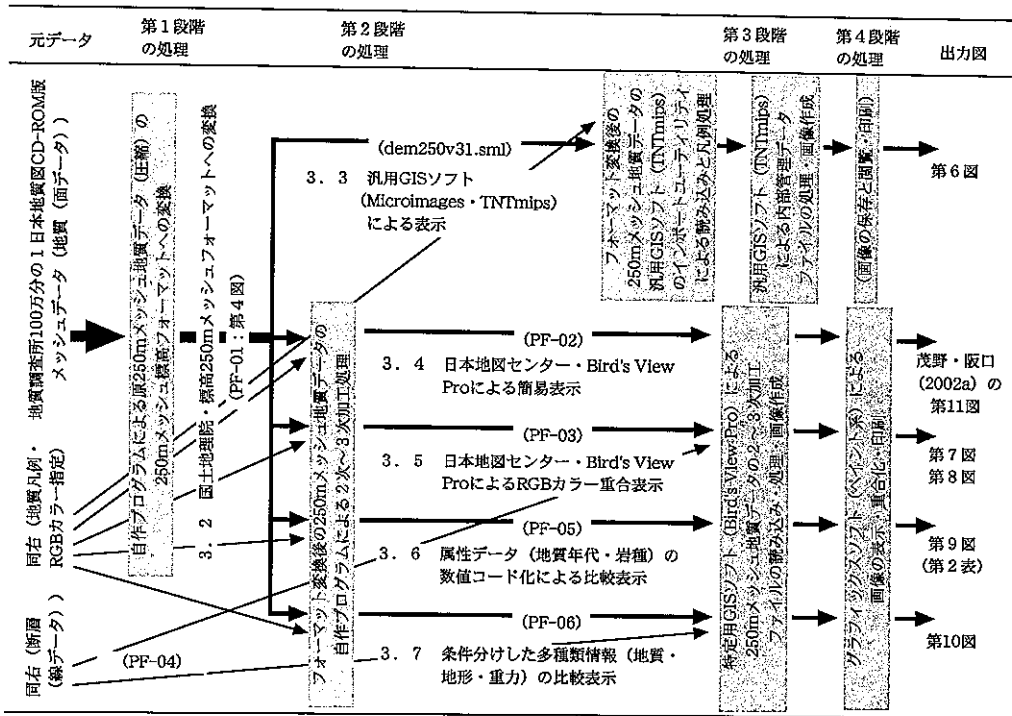 元データ
第1段階
の処理
第2段階
の処理
第3段階
の処理
第4段階
の処理
出力図
地質調査所100万分の1日本地質図CD-ROM版
メッシュデータ（地質（面データ））
同右（地質凡例・
RGBカラー指定）
同右（断層
（線データ））
自作プログラムによる原250mメッシュ地質データ（圧縮）の
250mメッシュ標高フォーマットへの変換
3．2 国土地理院・標高250mメッシュフォーマットへの変換
(PF-01：第4図)
(dem250v31.sml)
3．3 汎用GISソフト
(Microimages・TNTmips)
による表示
フォーマット変換後の
250mメッシュ地質データの
汎用GISソフト（TNTmips）
のインポートユーティリティ
による読み込みと凡例処理
汎用GISソフト（TNTmips）
による内部管理データ
ファイルの処理・画像作成
(画像の保存と閲覧・印刷)
第6図
フォーマット変換後の250mメッシュ地質データの
自作プログラムによる2次～3次加工処理
(PF-02)
3．4 日本地図センター・Bird's View
Proによる簡易表示
(PF-03)
3．5 日本地図センター・Bird's View
ProによるRGBカラー重合表示
(PF-05)
3．6 属性データ（地質年代・岩種）の
数値コード化による比較表示
(PF-06)
(PF-04)
3．7 条件分けした多種類情報（地質・
地形・重力）の比較表示
特定用GISソフト（Bird's View Pro）による
250mメッシュ地質データの2～3次加工
ファイルの読み込み・処理・画像作成
グラフィックスソフト（ペイント系）による
画像の表示・重合化・印刷
茂野・阪口
(2002a) の
第11図
第7図
第8図
第9図
(第2表)
第10図